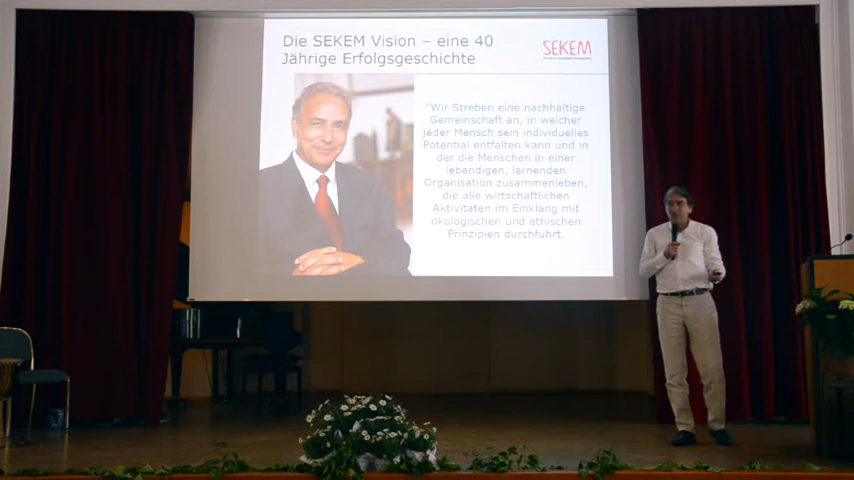 Die SEKEM Vision – eine 40
Jährige Erfolgsgeschichte
SEKEM
"Wir Streben eine nachhaltige
Gemeinschaft an, in welcher
jeder Mensch sein individuelles
Potential entfalten kann und in
der die Menschen in einer
lebendigen, lernenden
Organisation zusammenleben,
die alle wirtschaftlichen
Aktivitäten im Einklang mit
ökologischen und ethischen
Prinzipien durchführt.